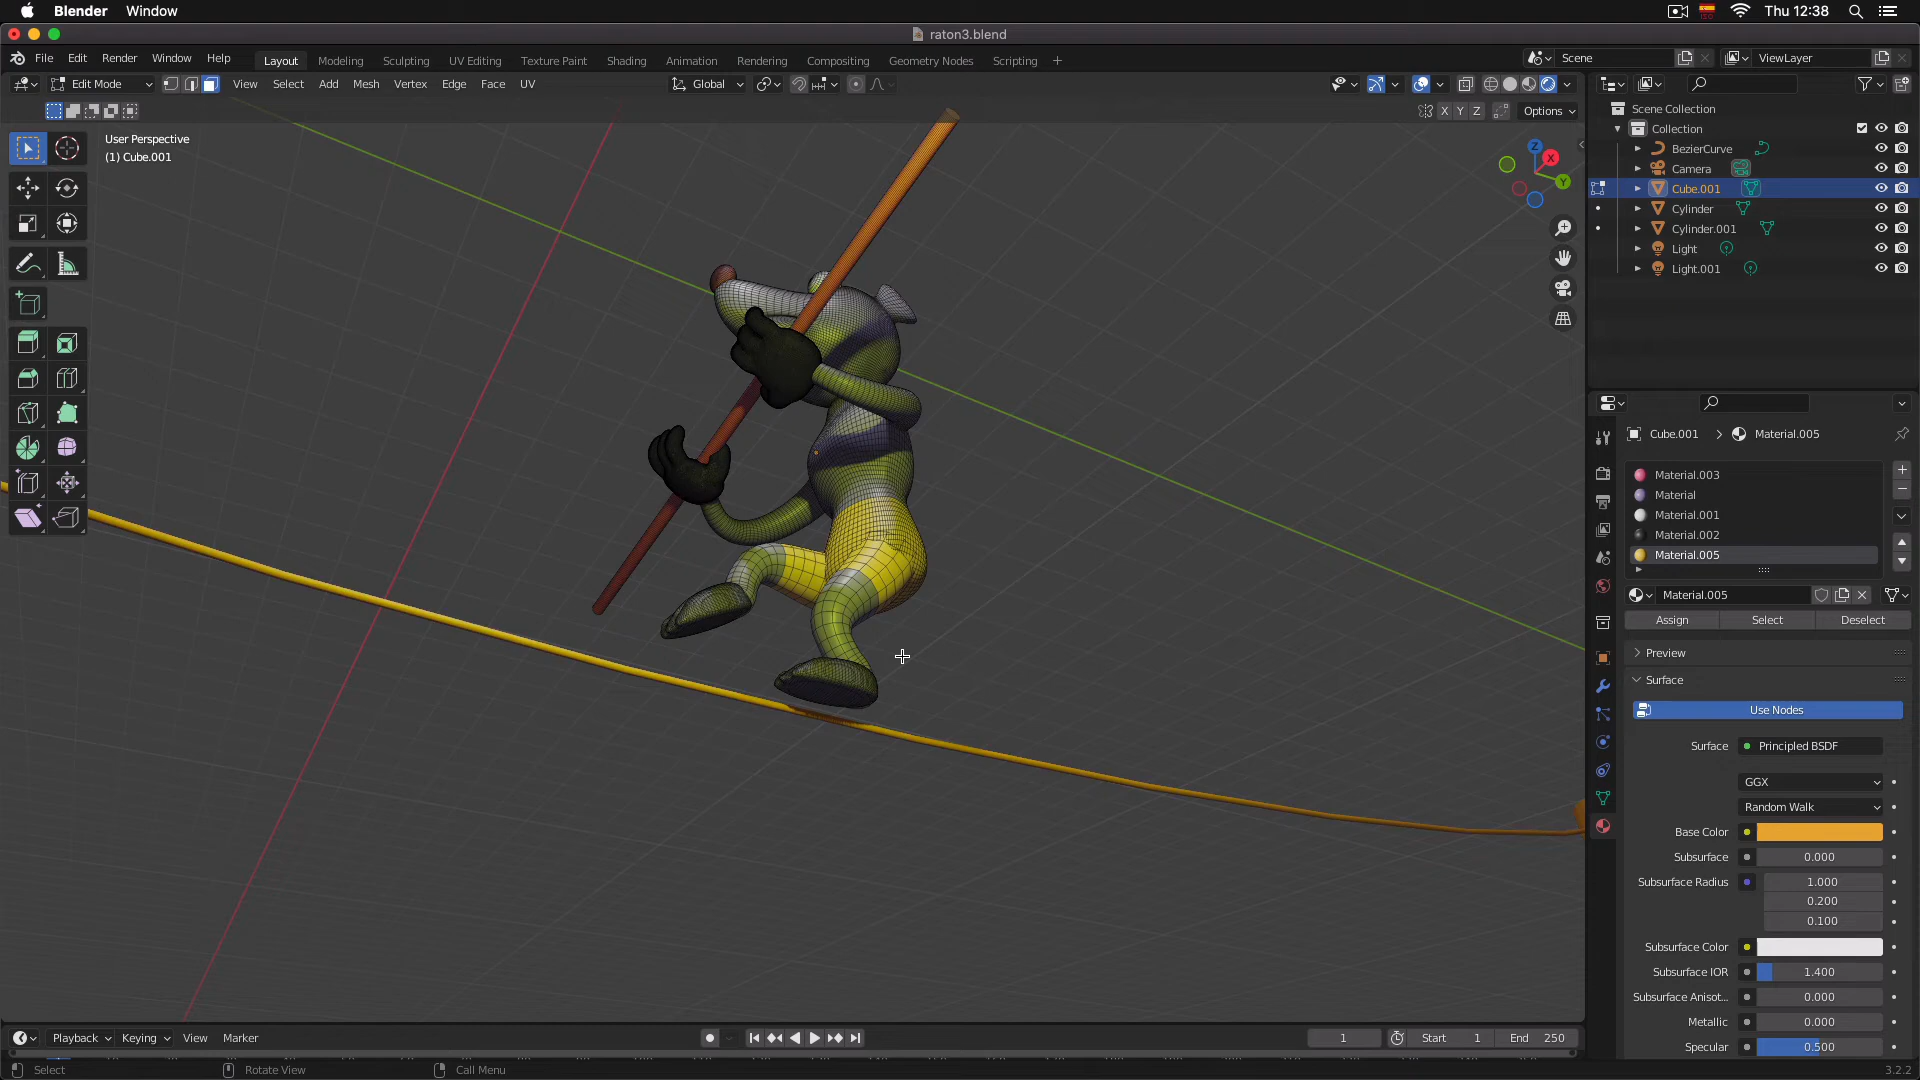 Blender Window Thu 12:38
raton3.blend
File Edit Render Window Help Layout Modeling Sculpting UV Editing Texture Paint Shading Animation Rendering Compositing Geometry Nodes Scripting + Scene ViewLayer
Edit Mode View Select Add Mesh Vertex Edge Face UV Global
X Y Z Options
User Perspective
(1) Cube.001
Z X Y
Scene Collection
Collection
BezierCurve
Camera
Cube.001
Cylinder
Cylinder.001
Light
Light.001
Cube.001 > Material.005
Material.003
Material
Material.001
Material.002
Material.005
Material.005
Assign Select Deselect
Preview
Surface
Use Nodes
Surface Principled BSDF
GGX
Random Walk
Base Color
Subsurface 0.000
Subsurface Radius 1.000
0.200
0.100
Subsurface Color
Subsurface IOR 1.400
Subsurface Anisot... 0.000
Metallic 0.000
Specular 0.500
Playback Keying View Marker 1 Start 1 End 250
Select Rotate View Call Menu 3.2.2